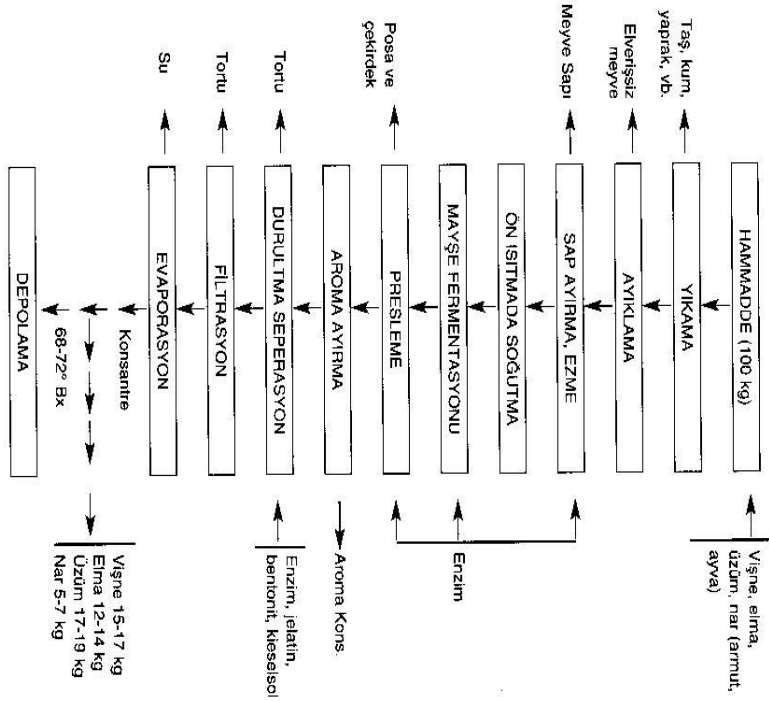 HAMMADDE (100 kg)
Vişne, elma,
üzüm, nar (armut,
ayva)
YIKAMA
Taş, kum,
yaprak, vb.
AYIKLAMA
Elverişsiz
meyve
SAP AYIRMA, EZME
Meyve Sapı
ÖN ISITMADA SOĞUTMA
MAYŞE FERMENTASYONU
Enzim
PRESLEME
Posa ve
çekirdek
AROMA AYIRMA
Aroma Kons.
DURULTMA SEPERASYON
Tortu
Enzim, jelatin,
bentonit, kieselsol
FİLTRASYON
Tortu
EVAPORASYON
Su
Konsantre
68-72° Bx
Vişne 15-17 kg
Elma 12-14 kg
Üzüm 17-19 kg
Nar 5-7 kg
DEPOLAMA